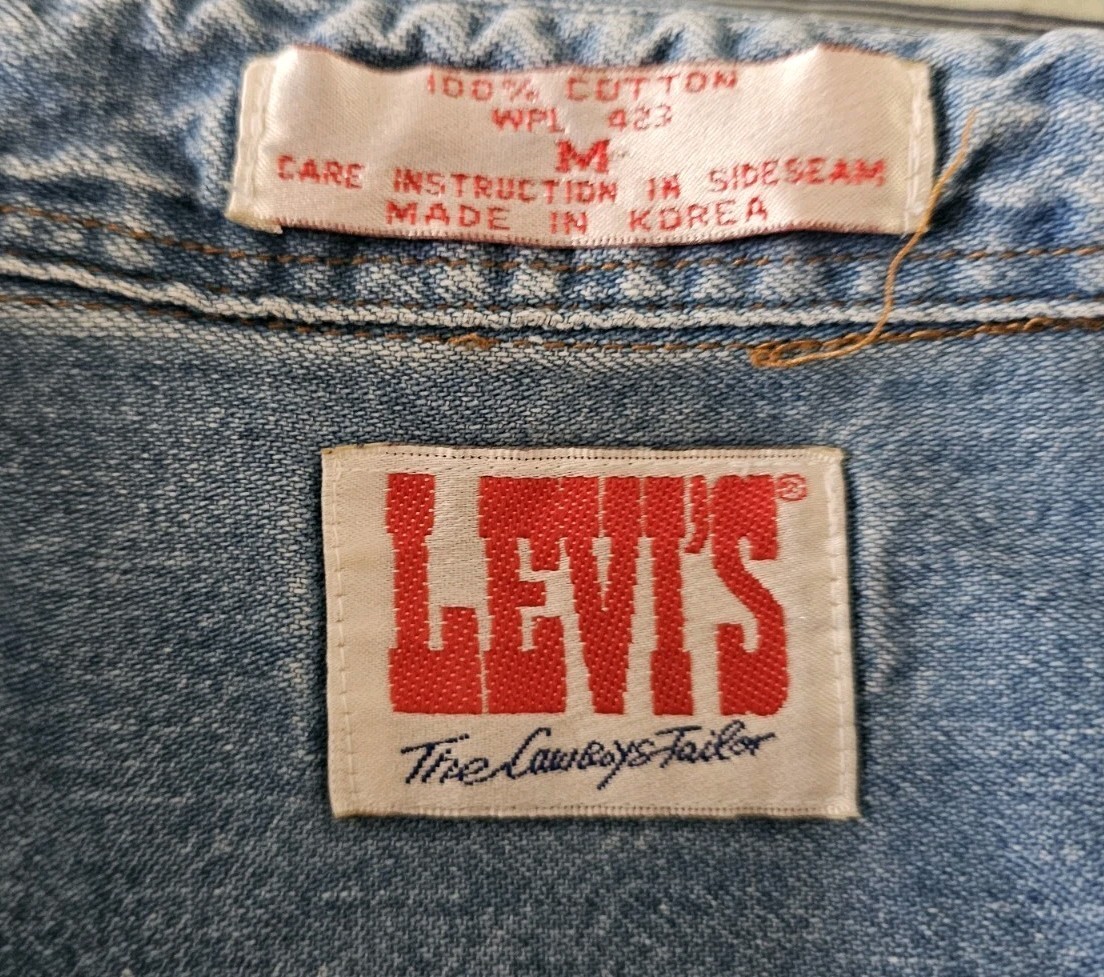 100% COTTON
WPL 423
M
CARE INSTRUCTION IN SIDESEAM
MADE IN KOREA
LEVI'S®
The Cowboys Tailor